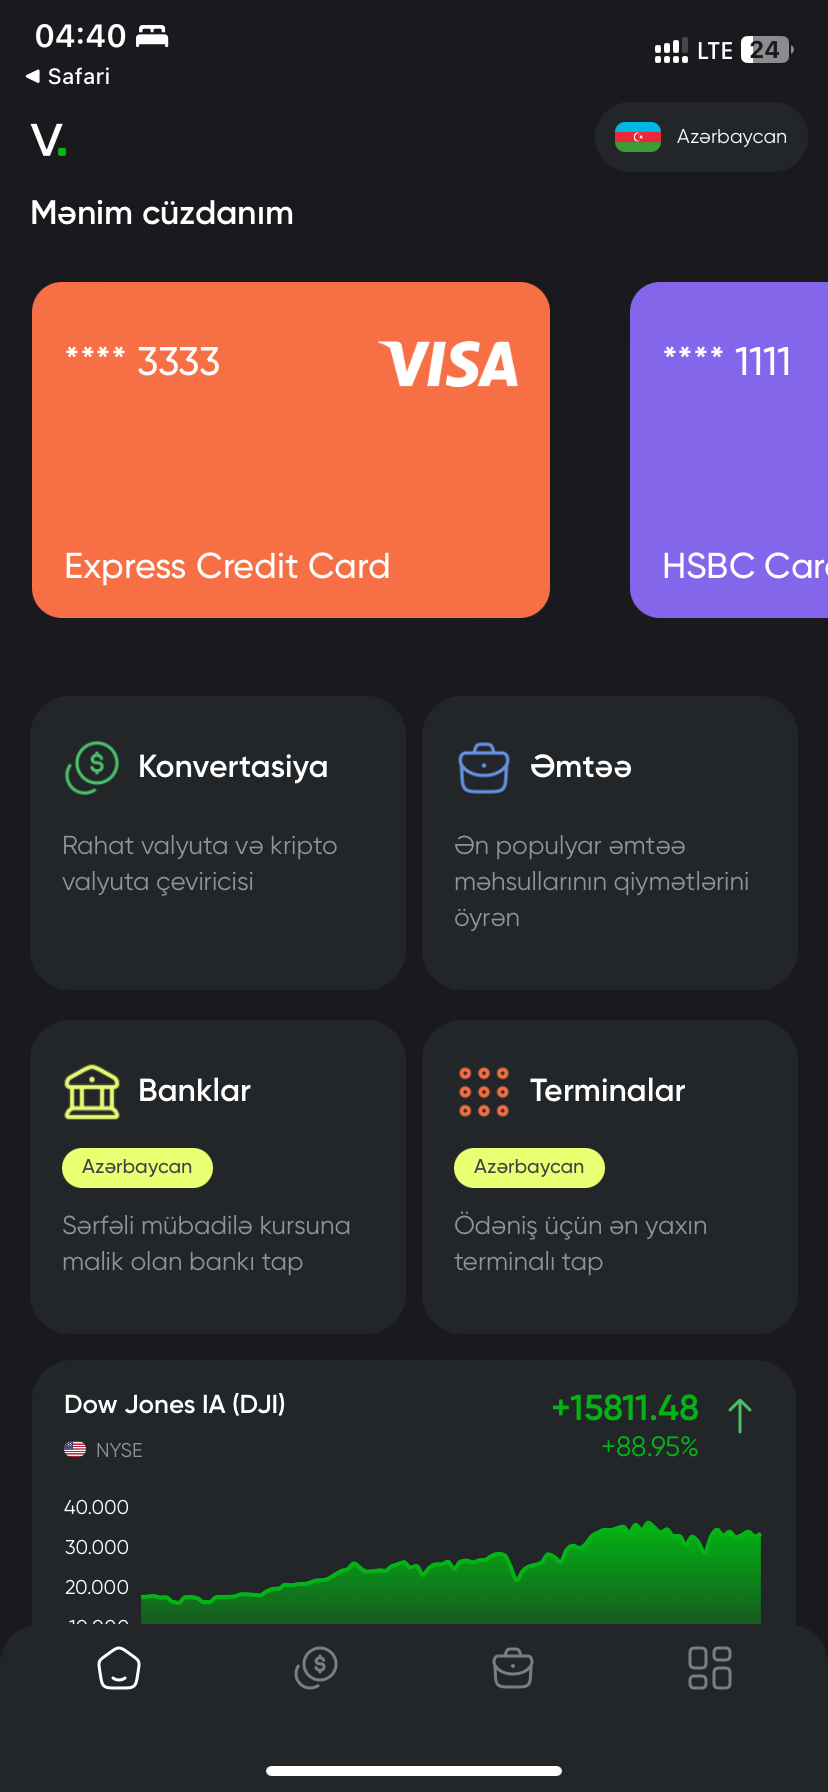 04:40
LTE 24
◀ Safari
V.
Azərbaycan
Mənim cüzdanım
**** 3333
VISA
**** 1111
Express Credit Card
HSBC Car
Konvertasiya
Rahat valyuta və kripto
valyuta çeviricisi
Əmtəə
Ən populyar əmtəə
məhsullarının qiymətlərini
öyrən
Banklar
Azərbaycan
Sərfəli mübadilə kursuna
malik olan bankı tap
Terminalar
Azərbaycan
Ödəniş üçün ən yaxın
terminalı tap
Dow Jones IA (DJI)
+15811.48
NYSE
+88.95%
40.000
30.000
20.000